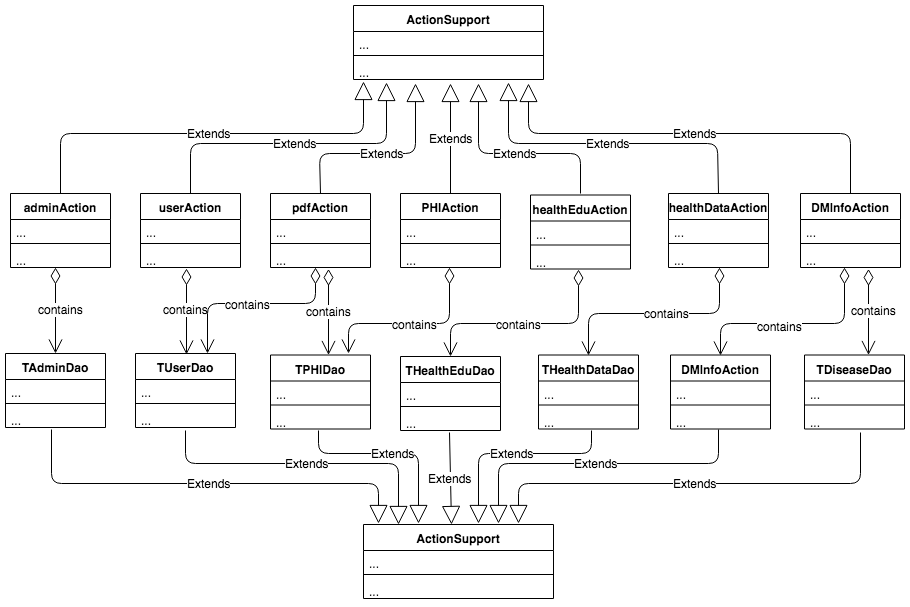 ActionSupport
...
...
Extends
Extends
Extends
Extends
Extends
Extends
Extends
adminAction
...
...
userAction
...
...
pdfAction
...
...
PHIAction
...
...
healthEduAction
...
...
healthDataAction
...
...
DMInfoAction
...
...
contains
contains
contains
contains
contains
contains
contains
contains
contains
TAdminDao
...
...
TUserDao
...
...
TPHIDao
...
...
THealthEduDao
...
...
THealthDataDao
...
...
DMInfoAction
...
...
TDiseaseDao
...
...
Extends
Extends
Extends
Extends
Extends
Extends
Extends
ActionSupport
...
...